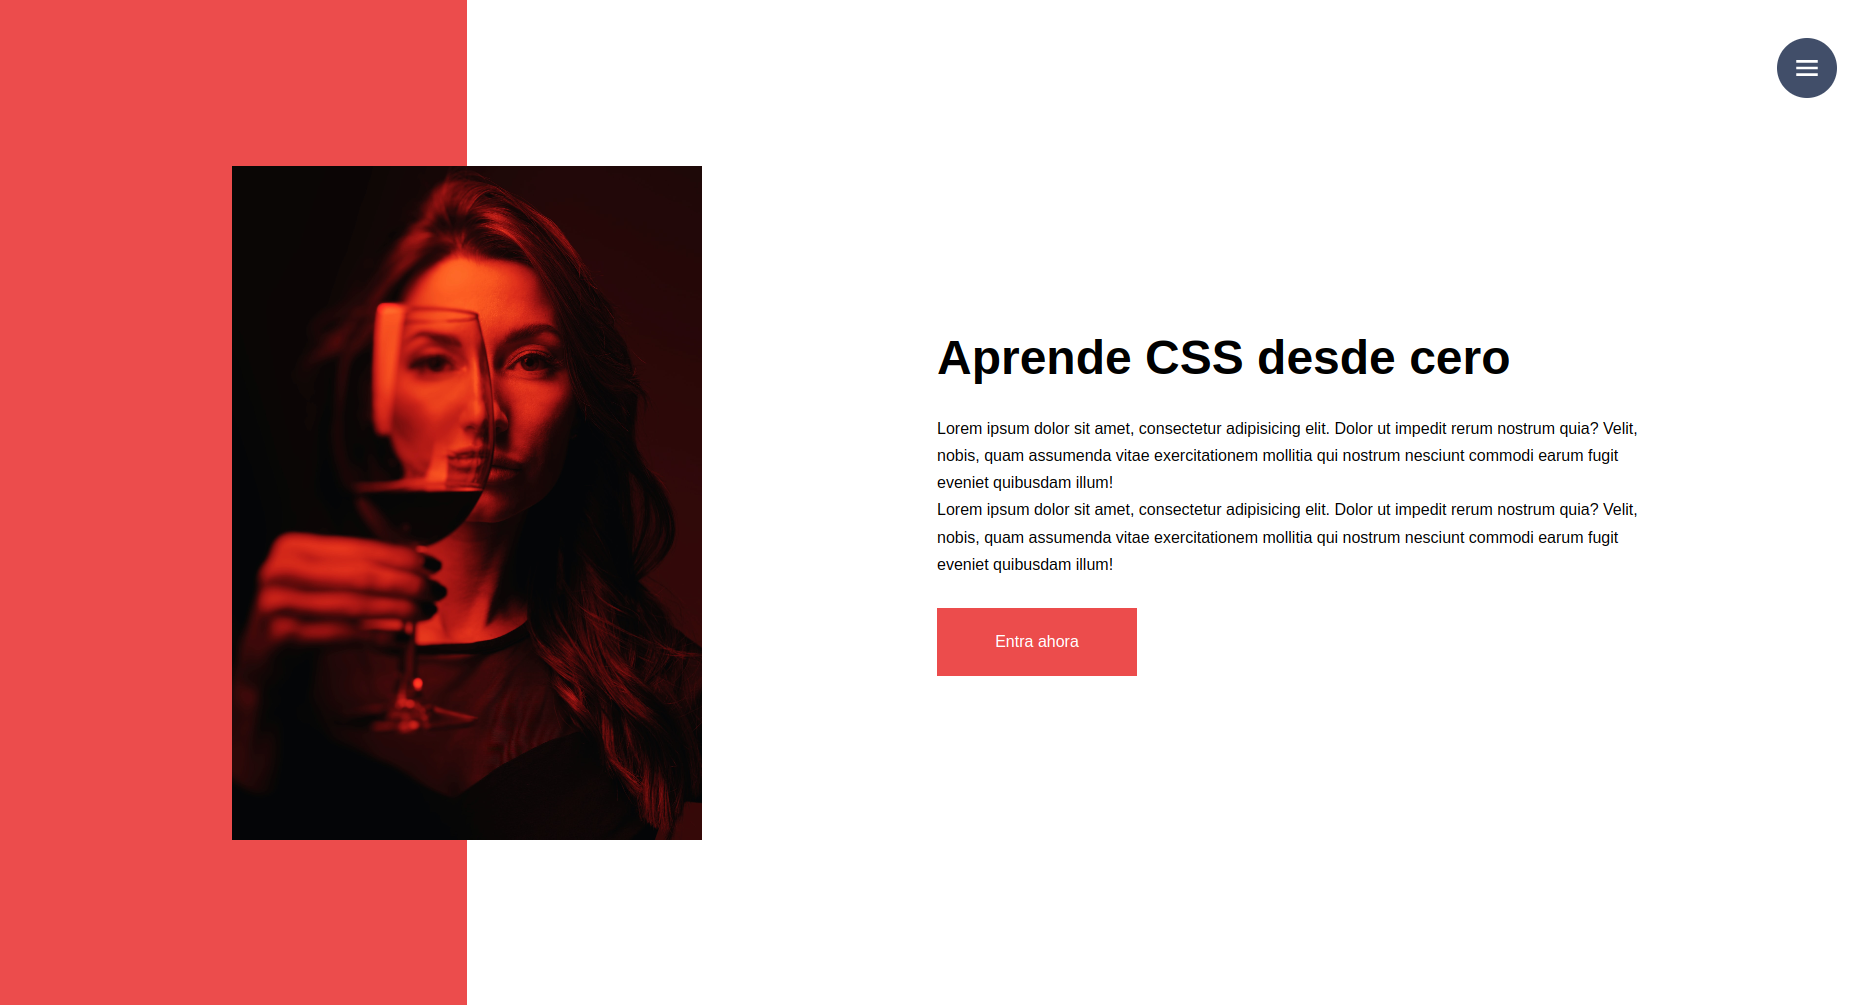 Aprende CSS desde cero
Lorem ipsum dolor sit amet, consectetur adipisicing elit. Dolor ut impedit rerum nostrum quia? Velit,
nobis, quam assumenda vitae exercitationem mollitia qui nostrum nesciunt commodi earum fugit
eveniet quibusdam illum!
Lorem ipsum dolor sit amet, consectetur adipisicing elit. Dolor ut impedit rerum nostrum quia? Velit,
nobis, quam assumenda vitae exercitationem mollitia qui nostrum nesciunt commodi earum fugit
eveniet quibusdam illum!
Entra ahora